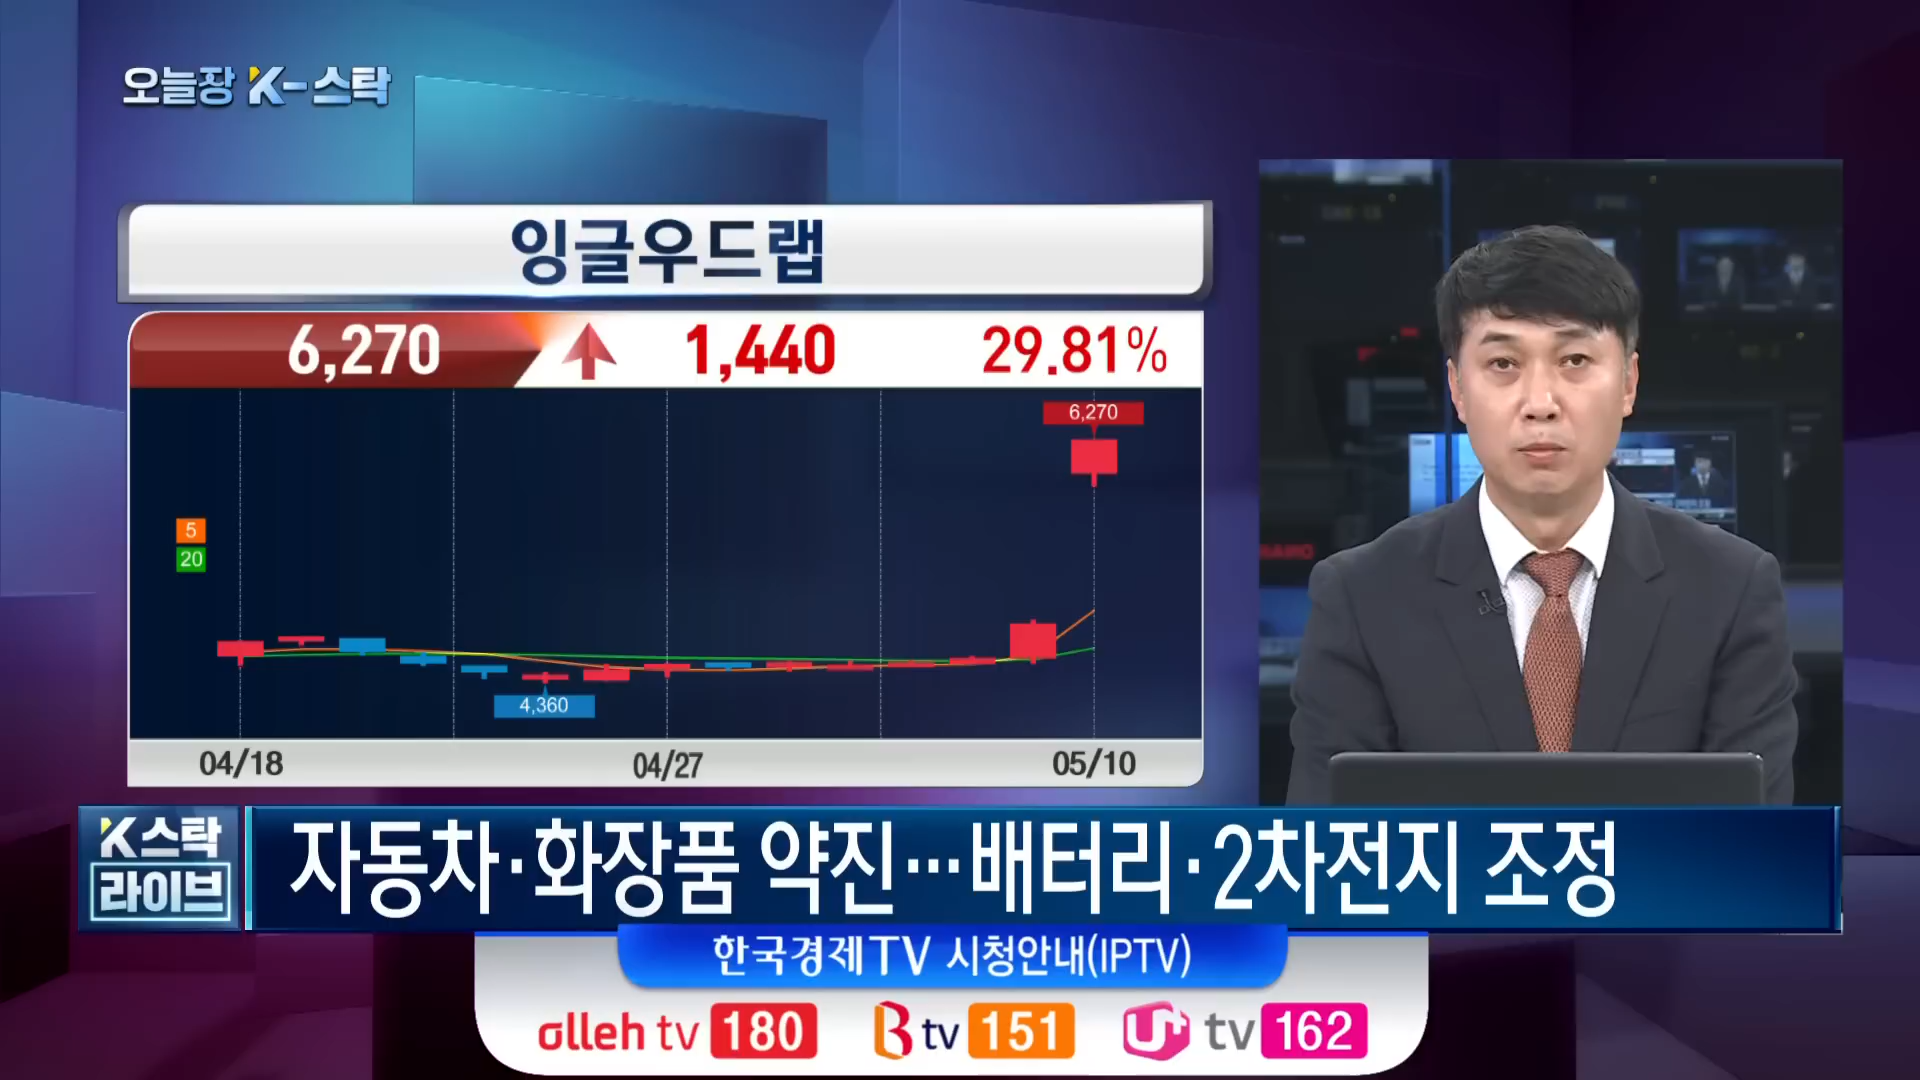 오늘장 K-스탁
잉글우드랩
6,270 1,440 29.81%
6,270
5
20
4,360
04/18 04/27 05/10
K스탁 라이브
자동차·화장품 약진…배터리·2차전지 조정
한국경제TV 시청안내(IPTV)
olleh tv 180 B tv 151 U+ tv 162